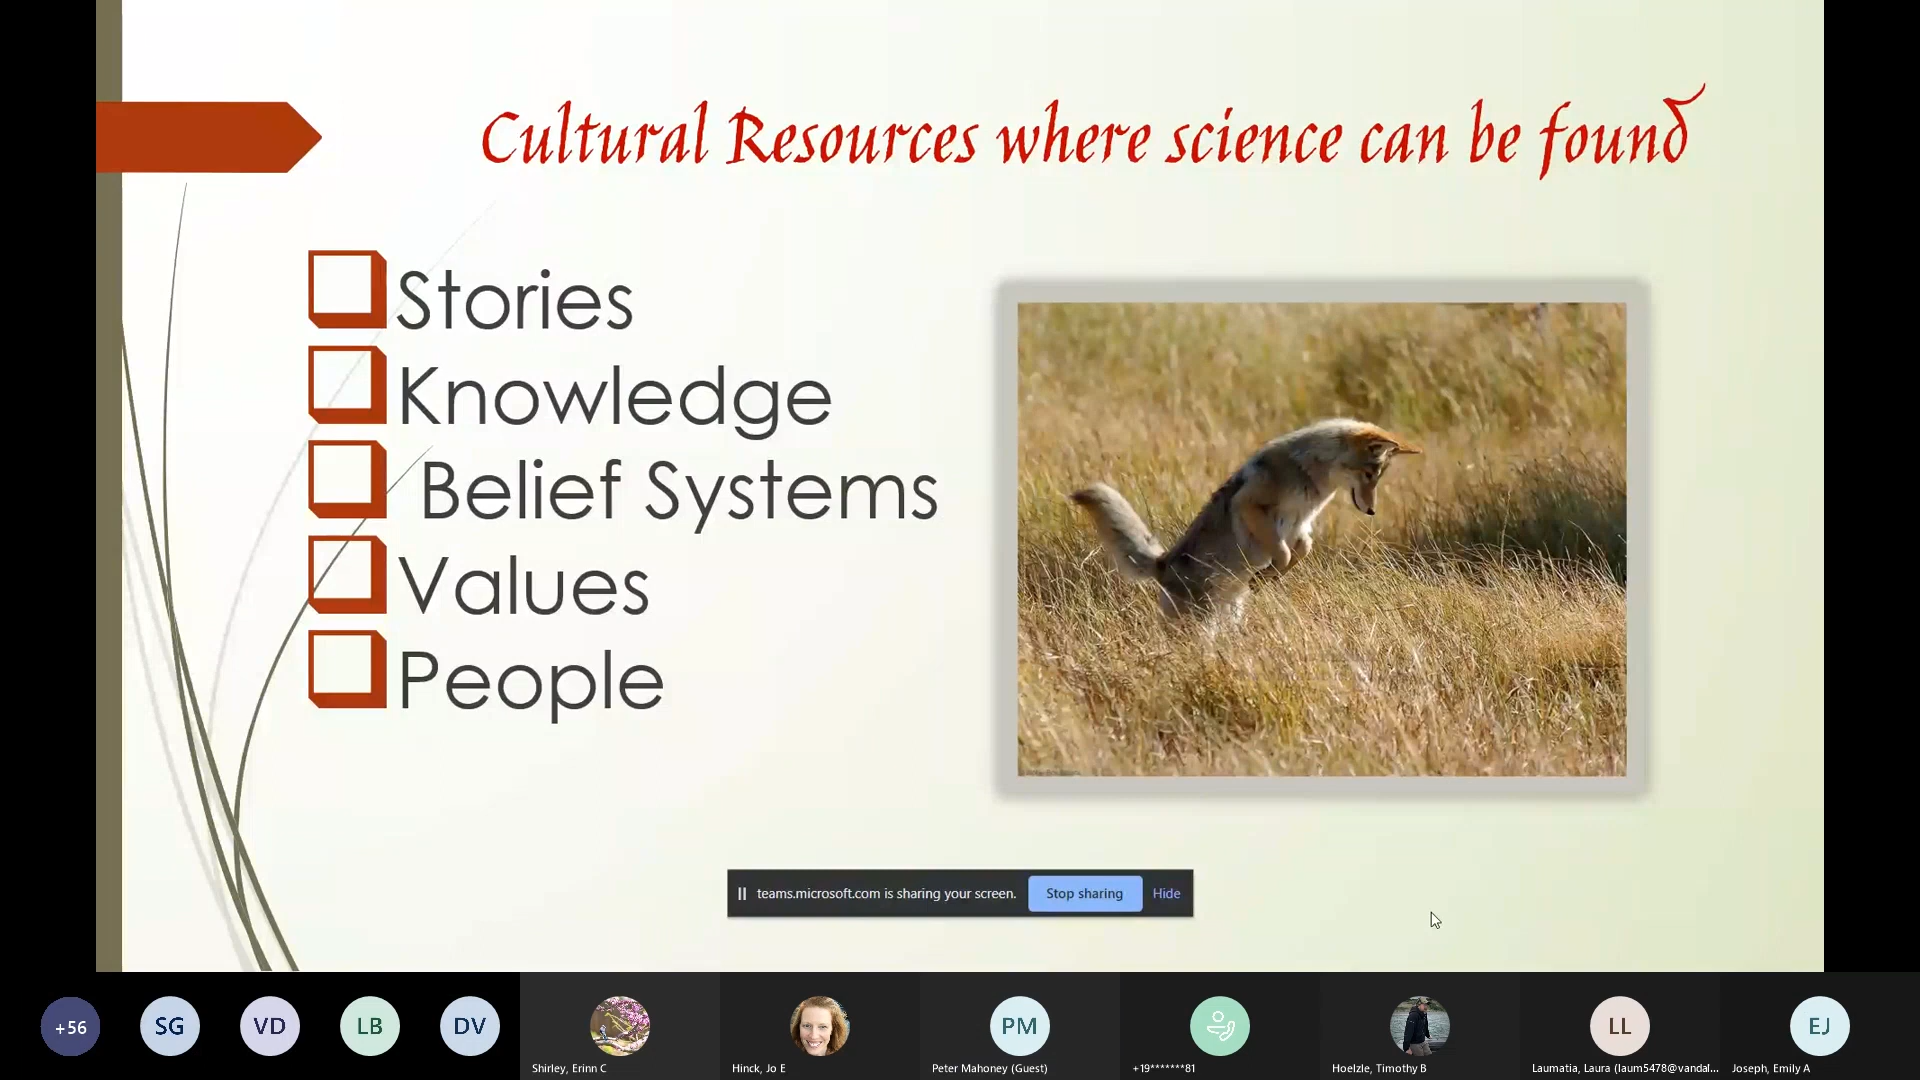 Cultural Resources where science can be found
Stories
Knowledge
Belief Systems
Values
People
teams.microsoft.com is sharing your screen. Stop sharing Hide
+56 SG VD LB DV PM LL EJ
Shirley, Erinn C Hinck, Jo E Peter Mahoney (Guest) +19*******81 Hoelzle, Timothy B Laumatia, Laura (laum5478@vandal... Joseph, Emily A